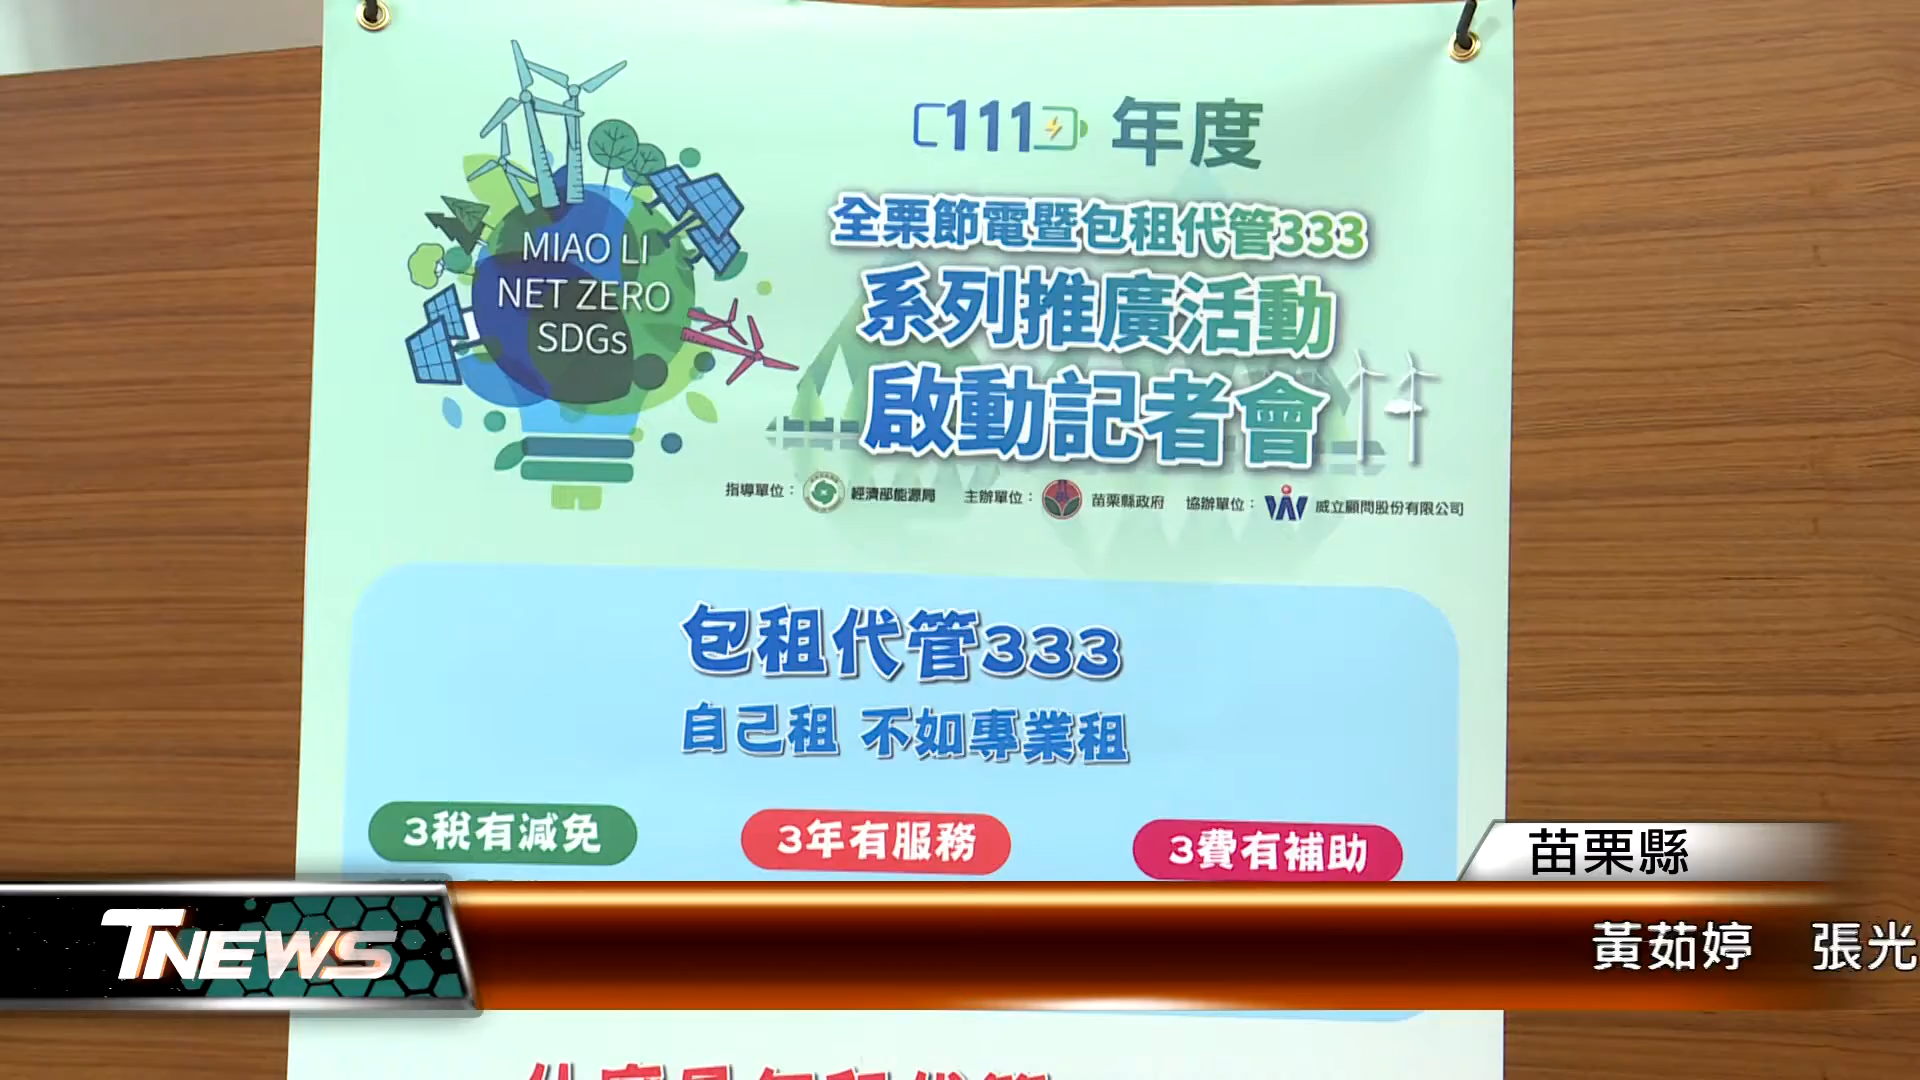 111年度
全栗節電暨包租代管333
系列推廣活動
啟動記者會
MIAO LI
NET ZERO
SDGs
指導單位： 經濟部能源局 主辦單位： 苗栗縣政府 協辦單位： 威立顧問股份有限公司
包租代管333
自己租 不如專業租
3稅有減免 3年有服務 3費有補助
苗栗縣
TNEWS
黃茹婷 張光